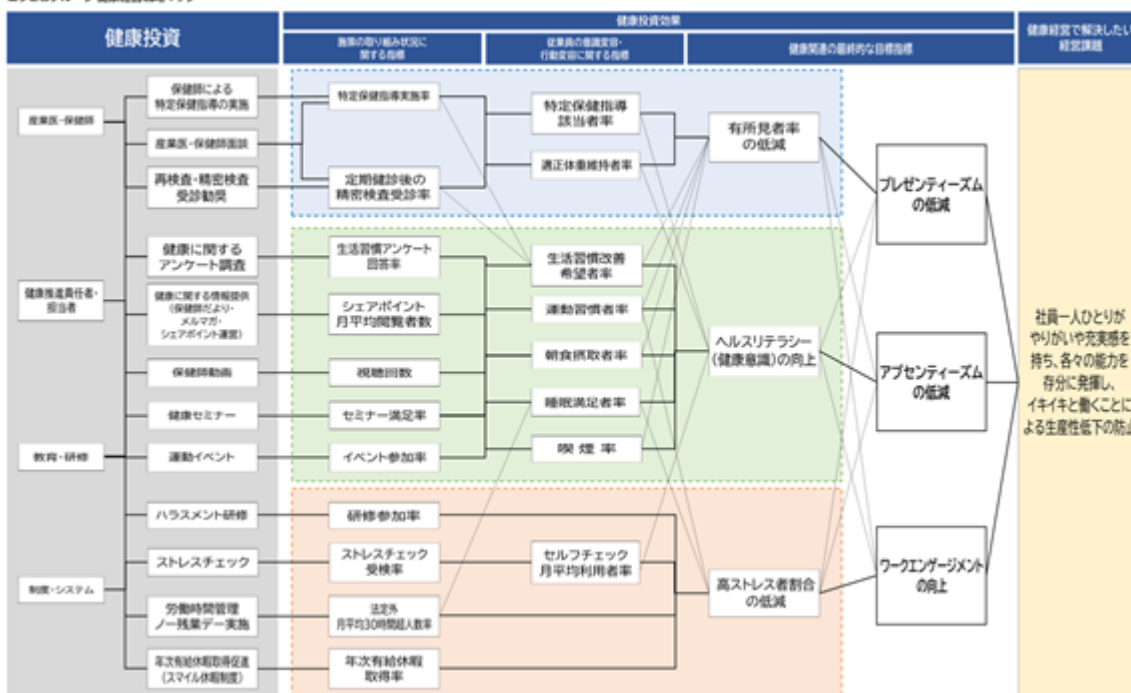 健康投資
健康投資効果
施策の取り組み状況に
関する指標
従業員の意識変容・
行動変容に関する指標
健康関連の最終的な目標指標
健康経営で解決したい
経営課題
産業医・保健師
健康推進責任者・
担当者
教育・研修
制度・システム
保健師による
特定保健指導の実施
産業医・保健師面談
再検査・精密検査
受診勧奨
健康に関する
アンケート調査
健康に関する情報提供
(保健師だより・
メルマガ・
シェアポイント運営)
保健師動画
健康セミナー
運動イベント
ハラスメント研修
ストレスチェック
労働時間管理
ノー残業デー実施
年次有給休暇取得促進
(スマイル休暇制度)
特定保健指導実施率
定期健診後の
精密検査受診率
生活習慣アンケート
回答率
シェアポイント
月平均閲覧者数
視聴回数
セミナー満足率
イベント参加率
研修参加率
ストレスチェック
受検率
法定外
月平均30時間超人数率
年次有給休暇
取得率
特定保健指導
該当者率
適正体重維持者率
生活習慣改善
希望者率
運動習慣者率
朝食摂取者率
睡眠満足者率
喫煙率
セルフチェック
月平均利用者率
有所見者率
の低減
ヘルスリテラシー
(健康意識)の向上
高ストレス者割合
の低減
プレゼンティーズム
の低減
アブセンティーズム
の低減
ワークエンゲージメント
の向上
社員一人ひとりが
やりがいや充実感を
持ち、各々の能力を
存分に発揮し、
イキイキと働くことに
よる生産性低下の防止